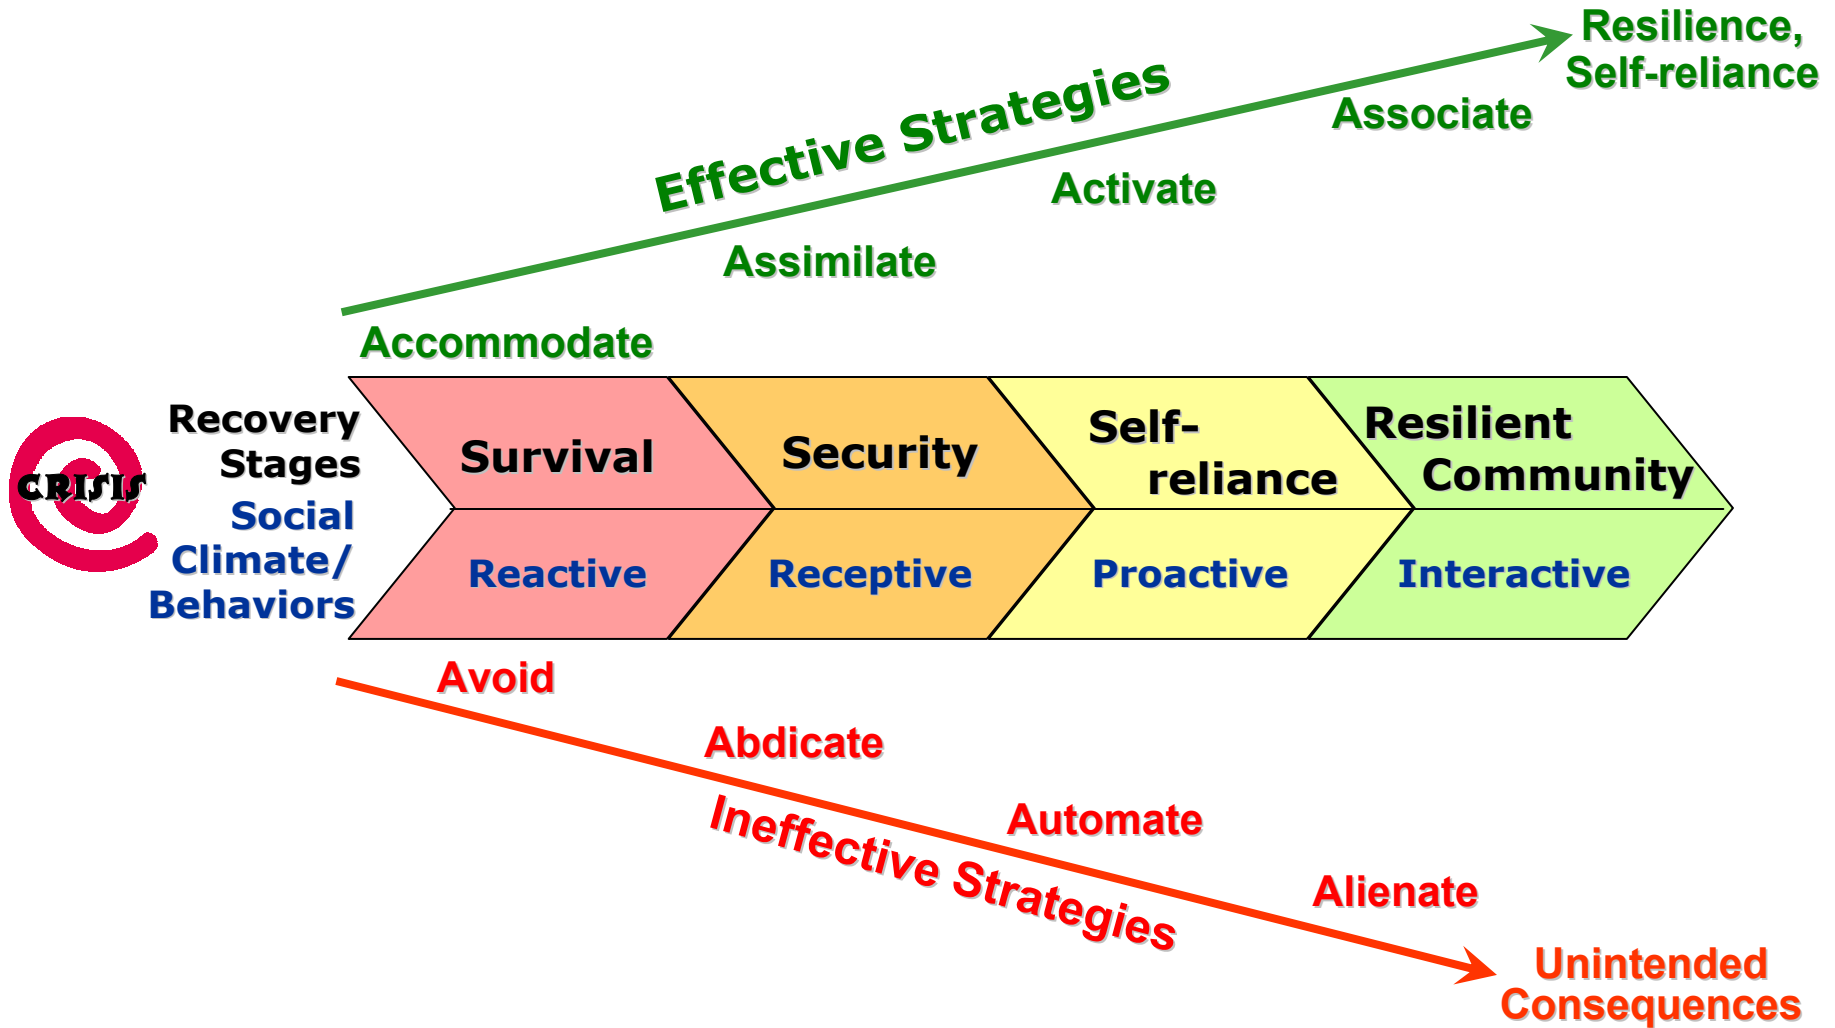 Resilience,
Self-reliance
Effective Strategies
Associate
Activate
Assimilate
Accommodate
CRISIS
Recovery
Stages
Survival
Security
Self-
reliance
Resilient
Community
Social
Climate/
Behaviors
Reactive
Receptive
Proactive
Interactive
Avoid
Abdicate
Automate
Alienate
Ineffective Strategies
Unintended
Consequences